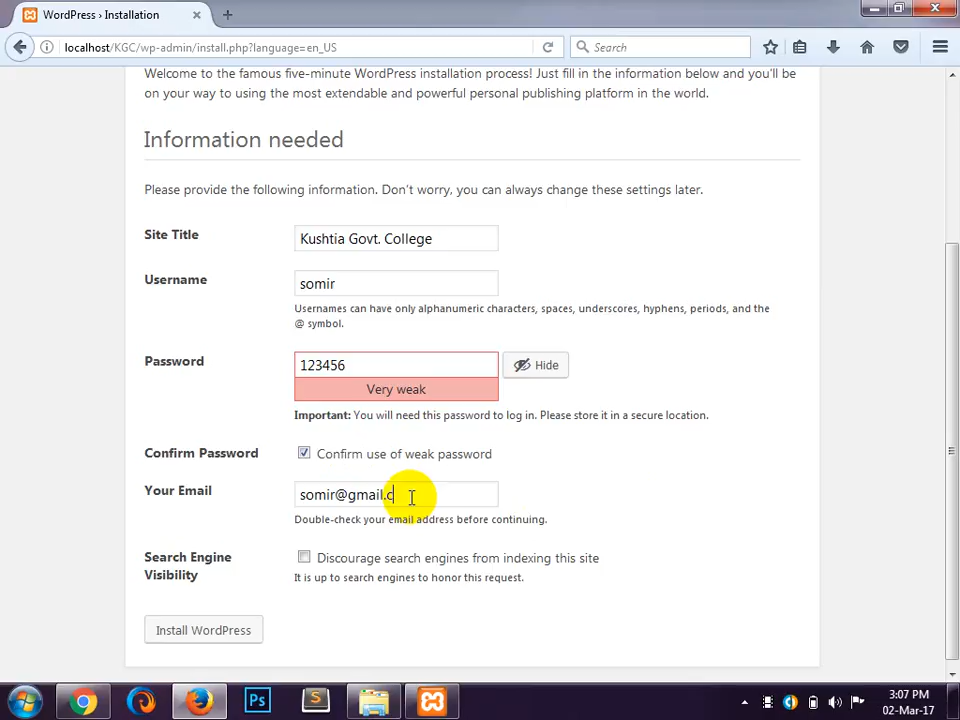 WordPress › Installation
localhost/KGC/wp-admin/install.php?language=en_US
Search
Welcome to the famous five-minute WordPress installation process! Just fill in the information below and you'll be
on your way to using the most extendable and powerful personal publishing platform in the world.
Information needed
Please provide the following information. Don't worry, you can always change these settings later.
Site Title
Kushtia Govt. College
Username
somir
Usernames can have only alphanumeric characters, spaces, underscores, hyphens, periods, and the
@ symbol.
Password
123456
Hide
Very weak
Important: You will need this password to log in. Please store it in a secure location.
Confirm Password
Confirm use of weak password
Your Email
somir@gmail.c
Double-check your email address before continuing.
Search Engine
Visibility
Discourage search engines from indexing this site
It is up to search engines to honor this request.
Install WordPress
Ps
S
3:07 PM
02-Mar-17